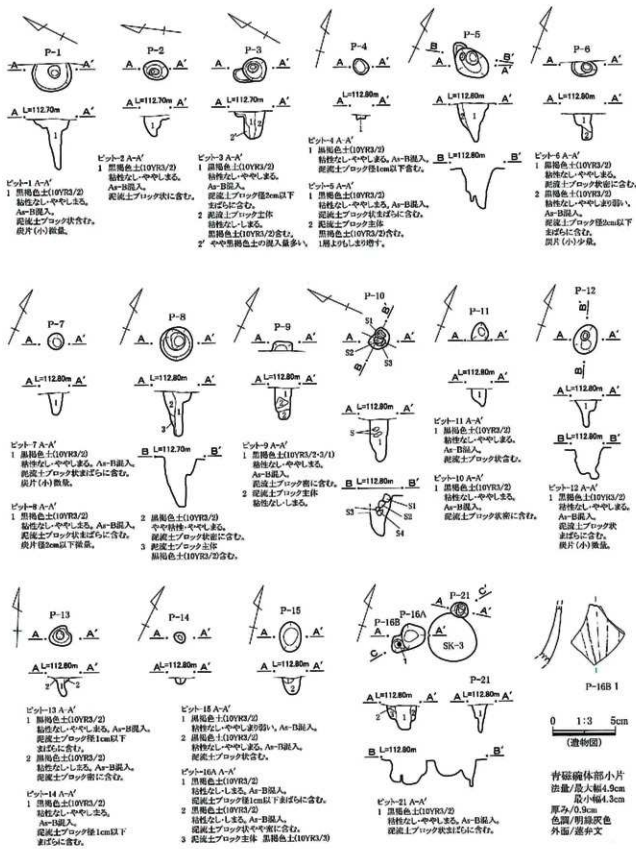 P-1
A A'
L=112.70m
1
ピット-1 A-A'
1 黒褐色土(10YR3/2)
粘性なし・ややしまる。
As-B混入。
泥流土ブロック状含む。
炭片(小)微量。
P-2
A A'
L=112.70m
1
ピット-2 A-A'
1 黒褐色土(10YR3/2)
粘性なし・ややしまる。
As-B混入。
泥流土ブロック状に含む。
P-3
A A'
L=112.70m
1
2
2'
ピット-3 A-A'
1 黒褐色土(10YR3/2)
粘性なし・ややしまる。
As-B混入。
泥流土ブロック径2cm以下
まばらに含む。
2 泥流土ブロック主体
粘性なし・しまる。
黒褐色土(10YR3/2)含む。
2' やや黒褐色土の混入量多い。
P-4
A A'
L=112.80m
1
ピット-4 A-A'
1 黒褐色土(10YR3/2)
粘性なし・ややしまる。As-B混入。
泥流土ブロック径1cm以下含む。
P-5
B B'
A A'
L=112.80m
2
1
B B'
ピット-5 A-A'
1 黒褐色土(10YR3/2)
粘性なし・ややしまる。As-B混入。
泥流土ブロック状まばらに含む。
2 泥流土ブロック主体
黒褐色土(10YR3/2)含む。
1層よりもしまり増す。
P-6
A A'
L=112.80m
1
2
ピット-6 A-A'
1 黒褐色土(10YR3/2)
粘性なし・ややしまる。As-B混入。
泥流土ブロック状密に含む。
2 黒褐色土(10YR3/2)
粘性なし・ややしまり弱い。
As-B混入。
泥流土ブロック径2cm以下
まばらに含む。
炭片(小)少量。
P-7
A A'
L=112.80m
1
ピット-7 A-A'
1 黒褐色土(10YR3/2)
粘性なし・ややしまる。As-B混入。
泥流土ブロック状まばらに含む。
炭片(小)微量。
P-8
A A'
L=112.80m
2
1
3
B L=112.70m B'
ピット-8 A-A'
1 黒褐色土(10YR3/2)
粘性なし・ややしまる。As-B混入。
泥流土ブロック状まばらに含む。
炭片径2cm以下微量。
2 黒褐色土(10YR3/2)
やや粘性・ややしまる。
泥流土ブロック状密に含む。
3 泥流土ブロック主体
黒褐色土(10YR3/2)含む。
P-9
A A'
L=112.80m
1
2
2
ピット-9 A-A'
1 黒褐色土(10YR3/2・3/1)
粘性なし・ややしまる。
As-B混入。
泥流土ブロック密に含む。
2 泥流土ブロック主体
粘性なし・しまる。
P-10
S1
B'
A A'
S2
S3
B
L=112.80m
A A'
S
1
L=112.80m
B B'
S1
S2
S4
P-11
A A'
L=112.80m
1
ピット-11 A-A'
1 黒褐色土(10YR3/2)
粘性なし・ややしまる。
As-B混入。
泥流土ブロック状含む。
ピット-10 A-A'
1 黒褐色土(10YR3/2)
粘性なし・ややしまる。
As-B混入。
泥流土ブロック状密に含む。
P-12
B'
A A'
B
L=112.80m
1
B B'
ピット-12 A-A'
1 黒褐色土(10YR3/2)
粘性なし・ややしまる。
As-B混入。
泥流土ブロック状
まばらに含む。
炭片(小)微量。
P-13
A A'
L=112.80m
2 1 2
ピット-13 A-A'
1 黒褐色土(10YR3/2)
粘性なし・ややしまる。As-B混入。
泥流土ブロック径1cm以下
まばらに含む。
2 黒褐色土(10YR3/2)
粘性なし・ややしまる。As-B混入。
泥流土ブロック密に含む。
P-14
A A'
L=112.80m
1
ピット-14 A-A'
1 黒褐色土(10YR3/2)
粘性なし・ややしまる。
As-B混入。
泥流土ブロック径1cm以下
まばらに含む。
P-15
A A'
L=112.80m
1
2
ピット-15 A-A'
1 黒褐色土(10YR3/2)
粘性なし・ややしまり弱い。As-B混入。
2 黒褐色土(10YR3/2)
粘性なし・ややしまる。
泥流土ブロック状含む。
ピット-16A A-A'
1 黒褐色土(10YR3/2)
粘性なし・しまる。As-B混入。
泥流土ブロック径1cm以下まばらに含む。
2 黒褐色土(10YR3/2)
粘性なし・ややしまる。As-B混入。
泥流土ブロック状やや密に含む。
3 泥流土ブロック主体 黒褐色土(10YR3/3)
P-21
C'
A A'
P-16A
P-16B
A A'
C
SK-3
P-21
L=112.80m
A A' A A'
2 1
1
B L=112.80m B'
ピット-21 A-A'
1 黒褐色土(10YR3/2)
粘性なし・ややしまる。As-B混入。
泥流土ブロック状含む。
P-16B 1
0 1:3 5cm
(遺物図)
青磁碗体部小片
法量/最大幅4.9cm
最小幅4.3cm
厚み/0.9cm
色調/明緑灰色
外面/蓮弁文